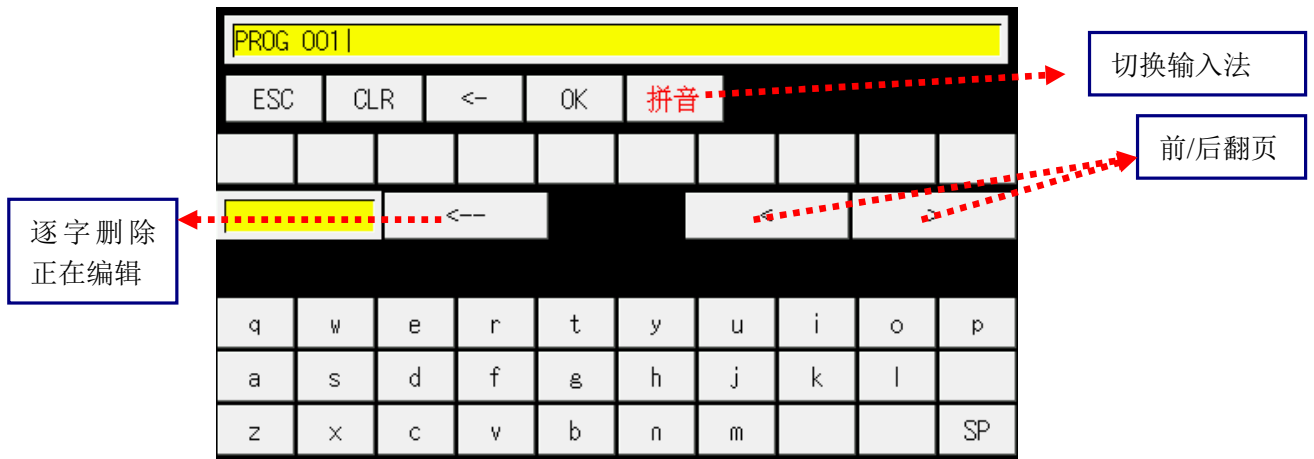 PROG 001
ESC CLR <- OK 拼音
切换输入法
前/后翻页
<-- < >
逐字删除
正在编辑
q w e r t y u i o p
a s d f g h j k l
z x c v b n m SP